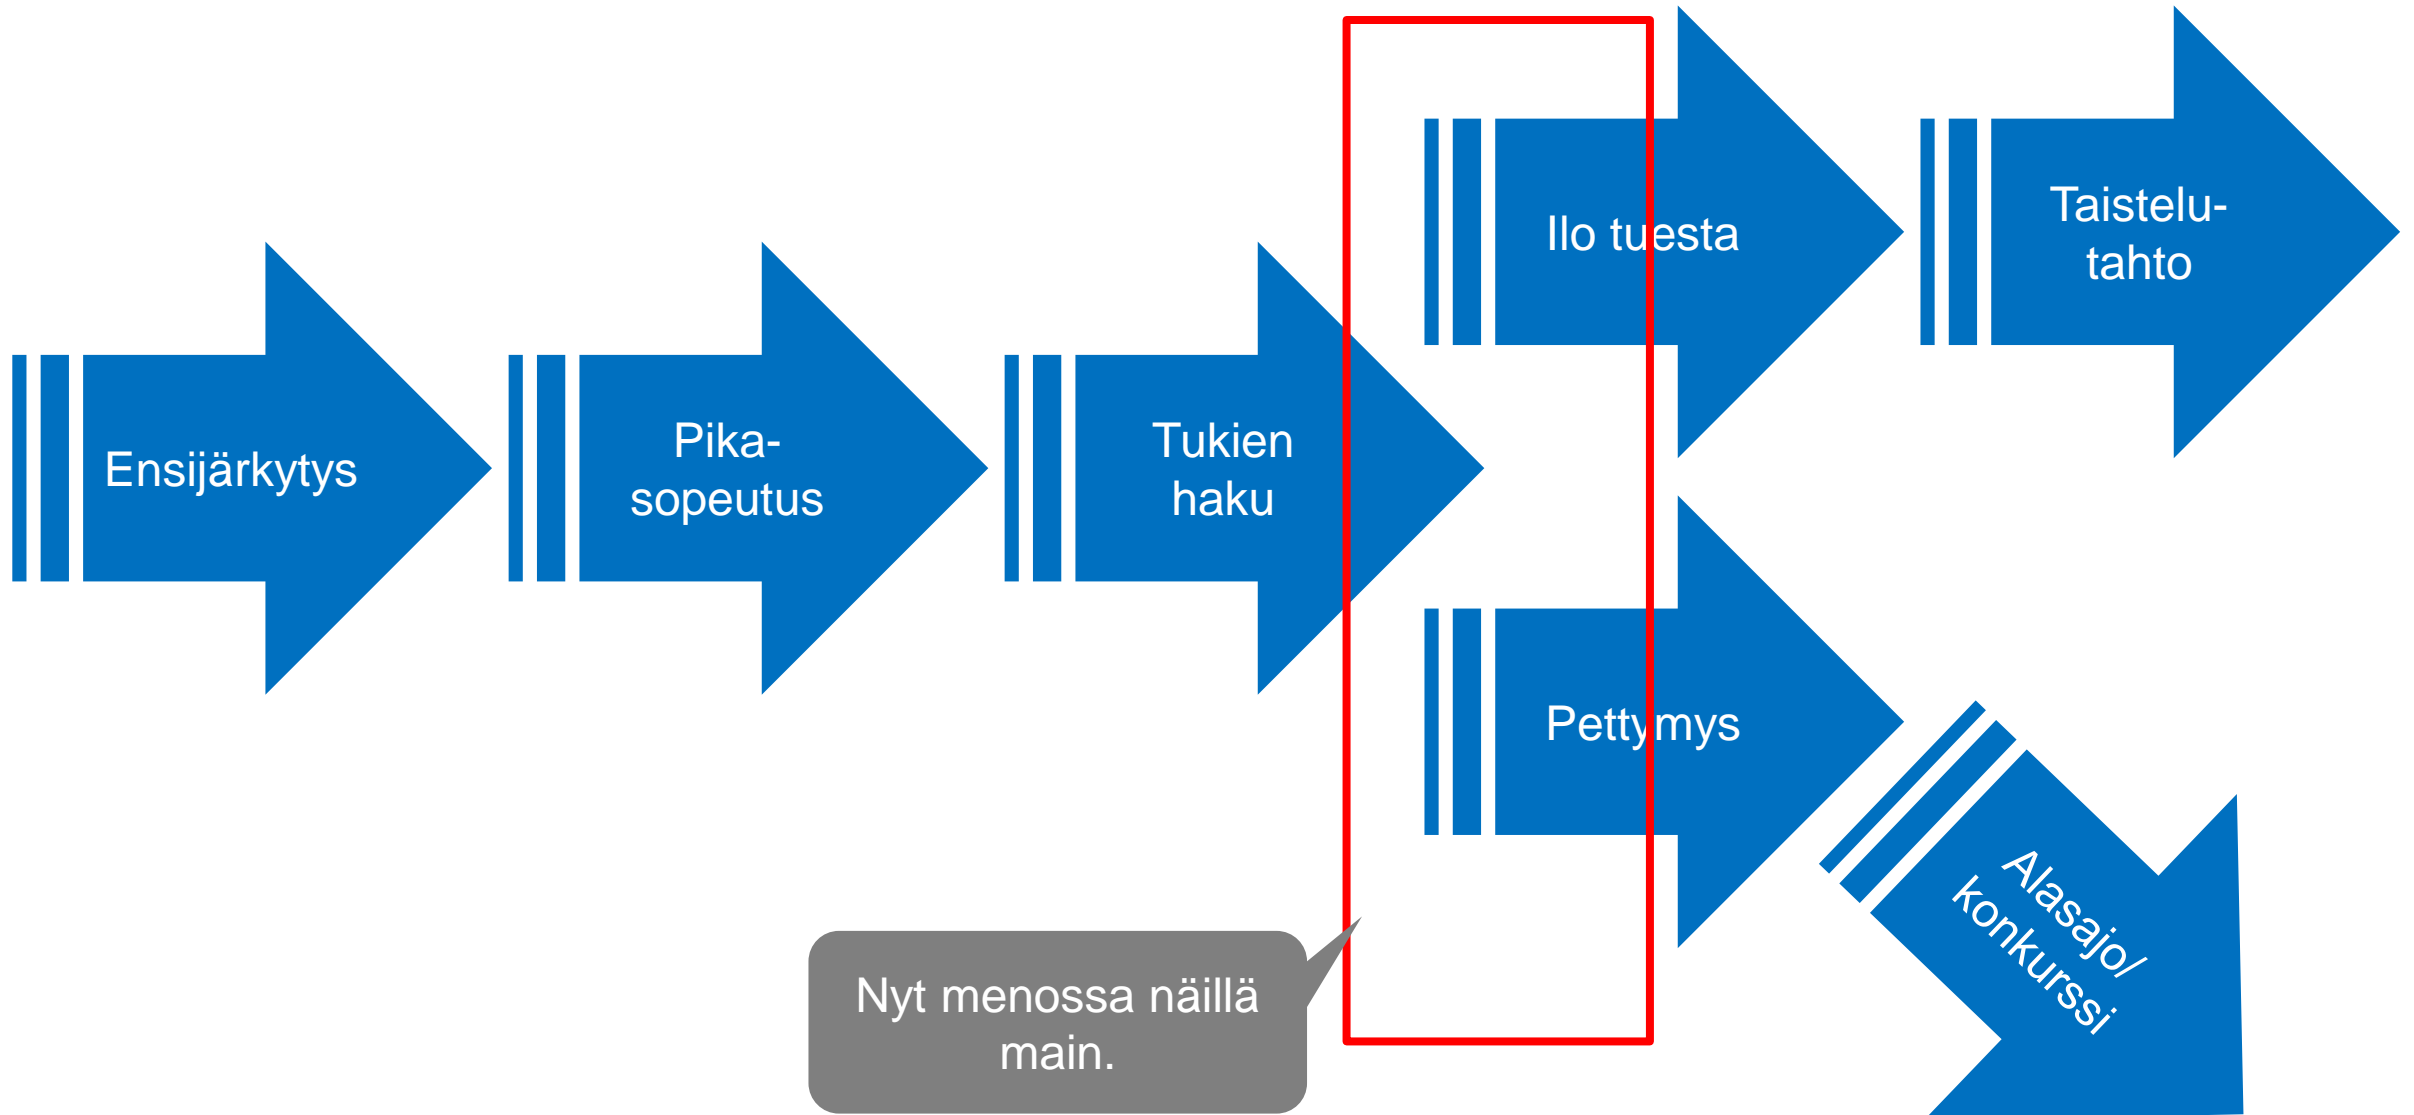 Ensijärkytys
Pika-
sopeutus
Tukien
haku
Ilo tuesta
Taistelu-
tahto
Pettymys
Alasajo/
konkurssi
Nyt menossa näillä
main.